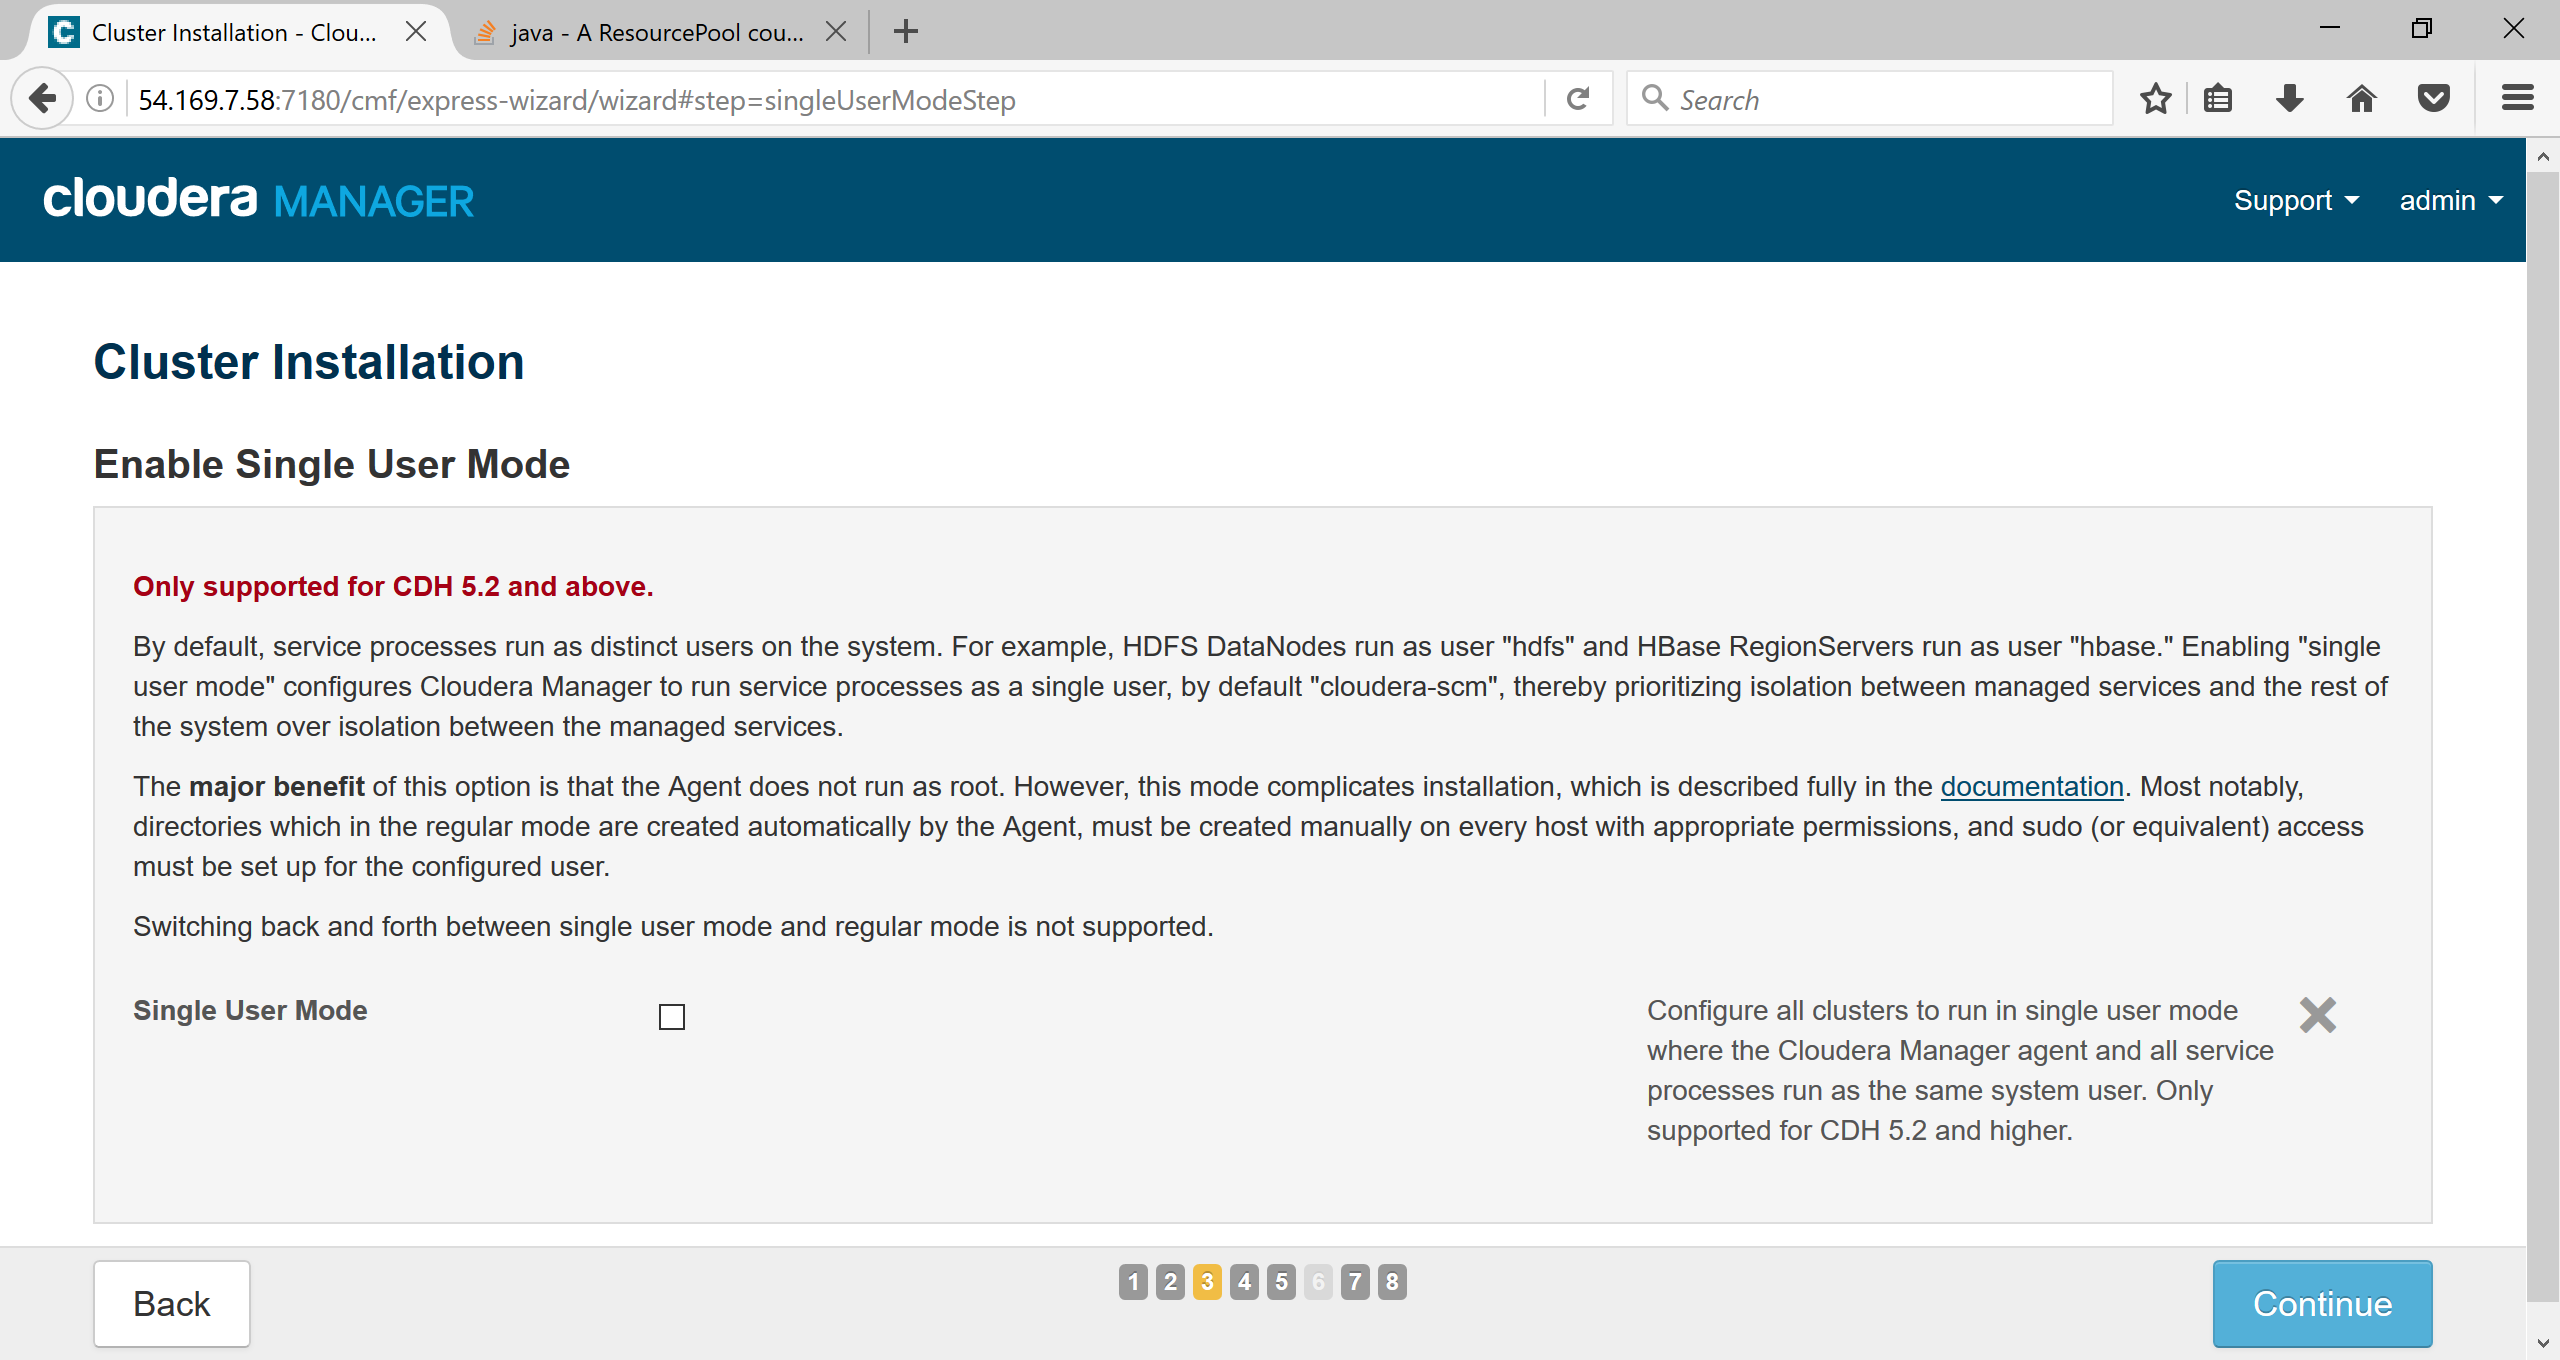 Cluster Installation - Clou...
java - A ResourcePool cou...
54.169.7.58:7180/cmf/express-wizard/wizard#step=singleUserModeStep
Search
cloudera MANAGER
Support
admin
Cluster Installation
Enable Single User Mode
Only supported for CDH 5.2 and above.
By default, service processes run as distinct users on the system. For example, HDFS DataNodes run as user "hdfs" and HBase RegionServers run as user "hbase." Enabling "single
user mode" configures Cloudera Manager to run service processes as a single user, by default "cloudera-scm", thereby prioritizing isolation between managed services and the rest of
the system over isolation between the managed services.
The major benefit of this option is that the Agent does not run as root. However, this mode complicates installation, which is described fully in the documentation. Most notably,
directories which in the regular mode are created automatically by the Agent, must be created manually on every host with appropriate permissions, and sudo (or equivalent) access
must be set up for the configured user.
Switching back and forth between single user mode and regular mode is not supported.
Single User Mode
Configure all clusters to run in single user mode
where the Cloudera Manager agent and all service
processes run as the same system user. Only
supported for CDH 5.2 and higher.
Back
1 2 3 4 5 6 7 8
Continue